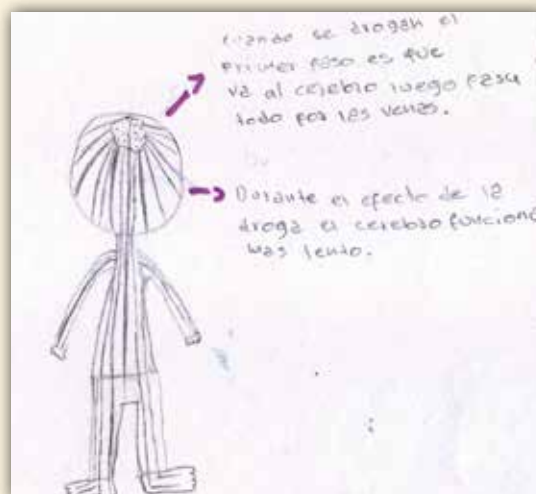 cuando se drogan el
primer paso es que
va al cerebro luego pasa
todo por las venas.
Durante el efecto de la
droga el cerebro funciona
mas lento.